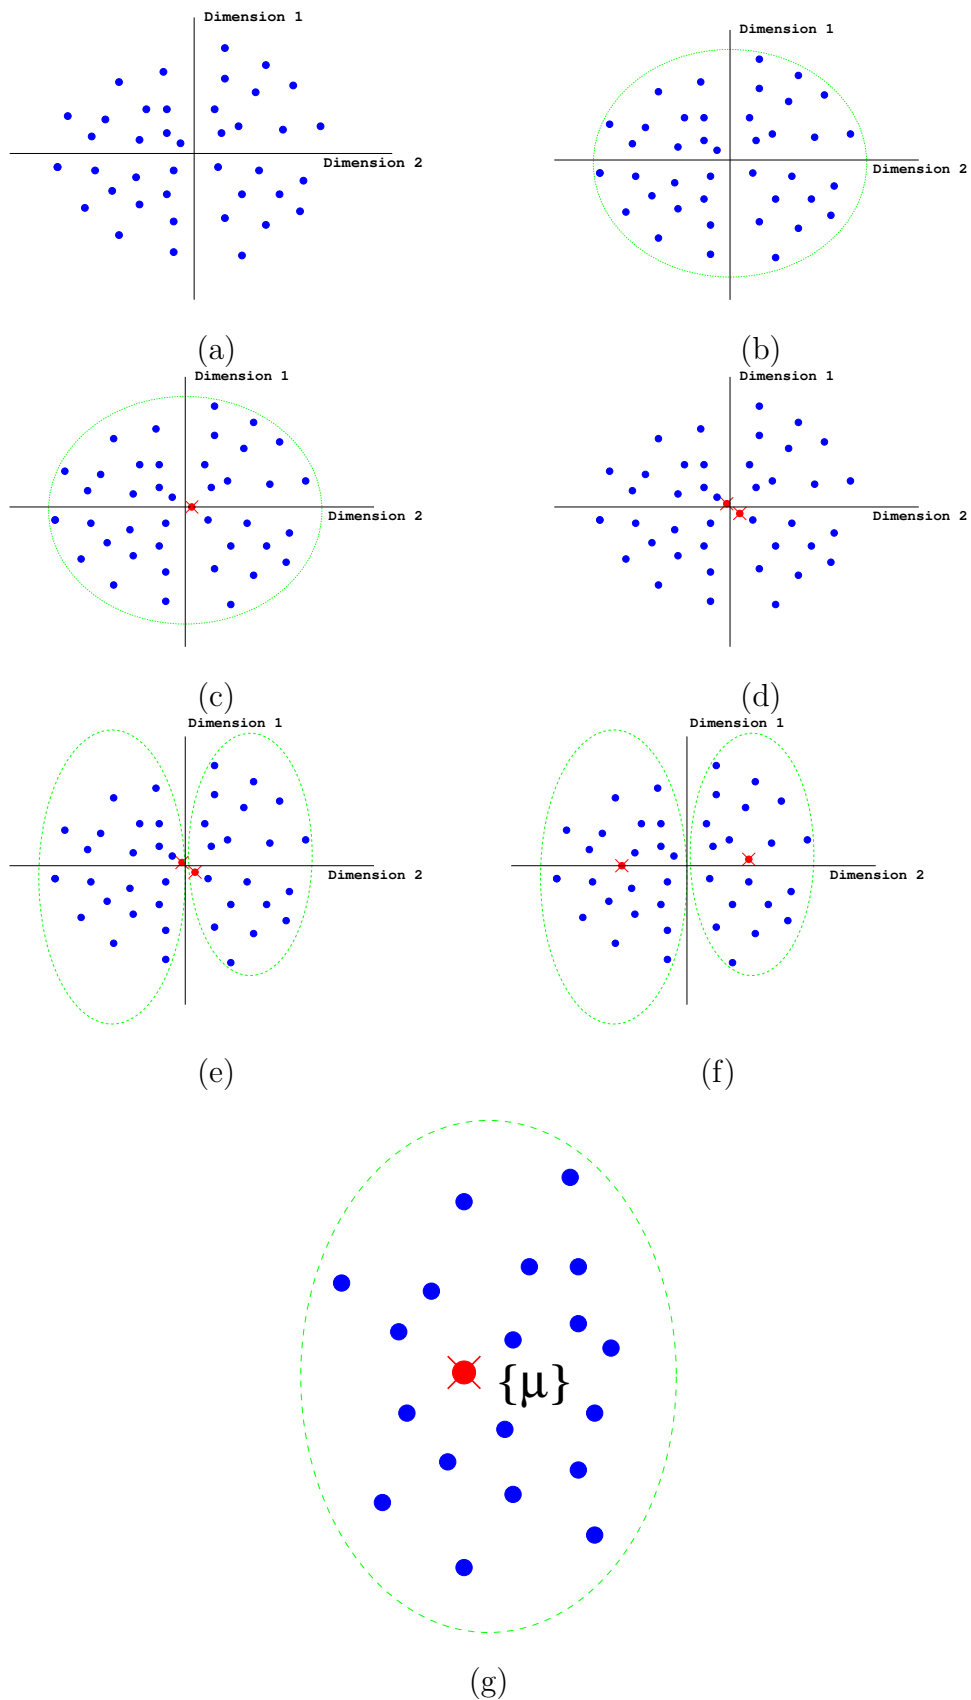 Dimension 1
Dimension 2
(a)
Dimension 1
Dimension 2
(b)
Dimension 1
Dimension 2
(c)
Dimension 1
Dimension 2
(d)
Dimension 1
Dimension 2
(e)
Dimension 1
Dimension 2
(f)
{μ}
(g)